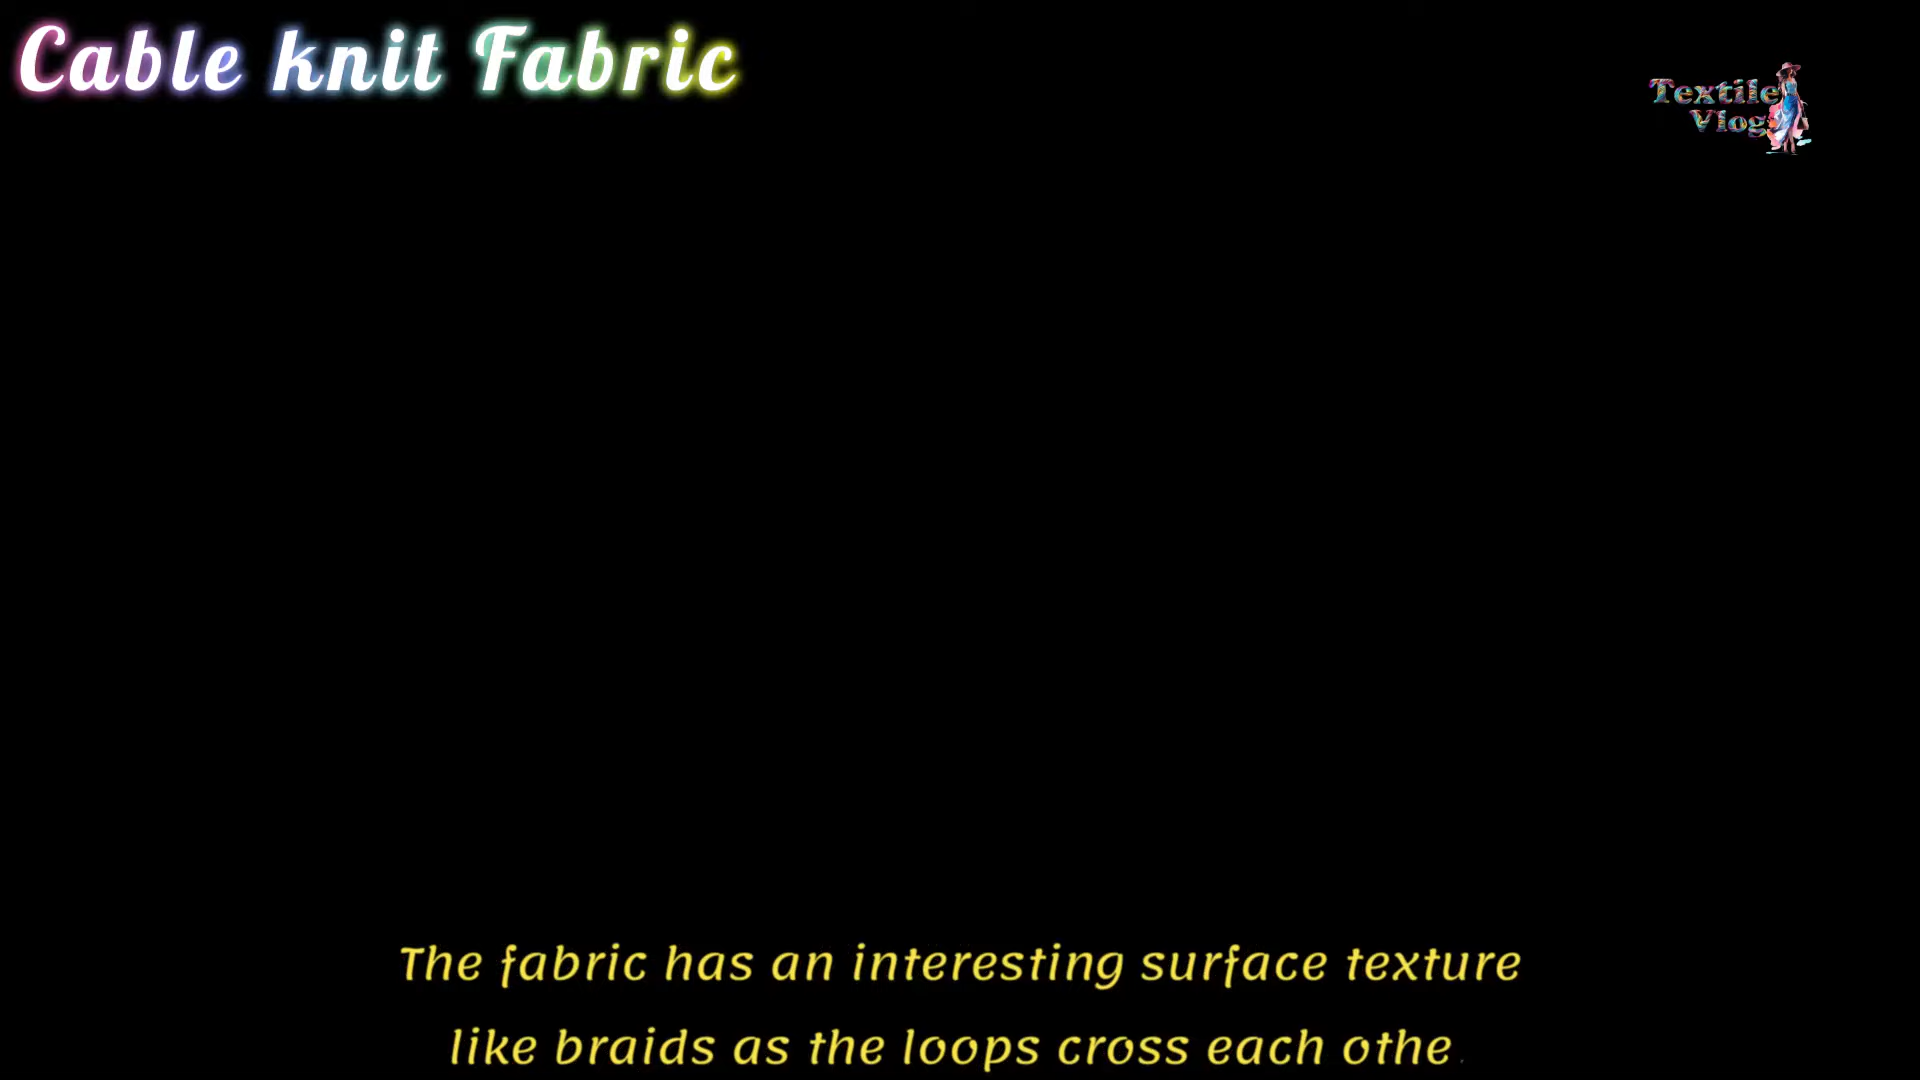 Cable knit Fabric
Textile
Vlog
The fabric has an interesting surface texture
like braids as the loops cross each othe